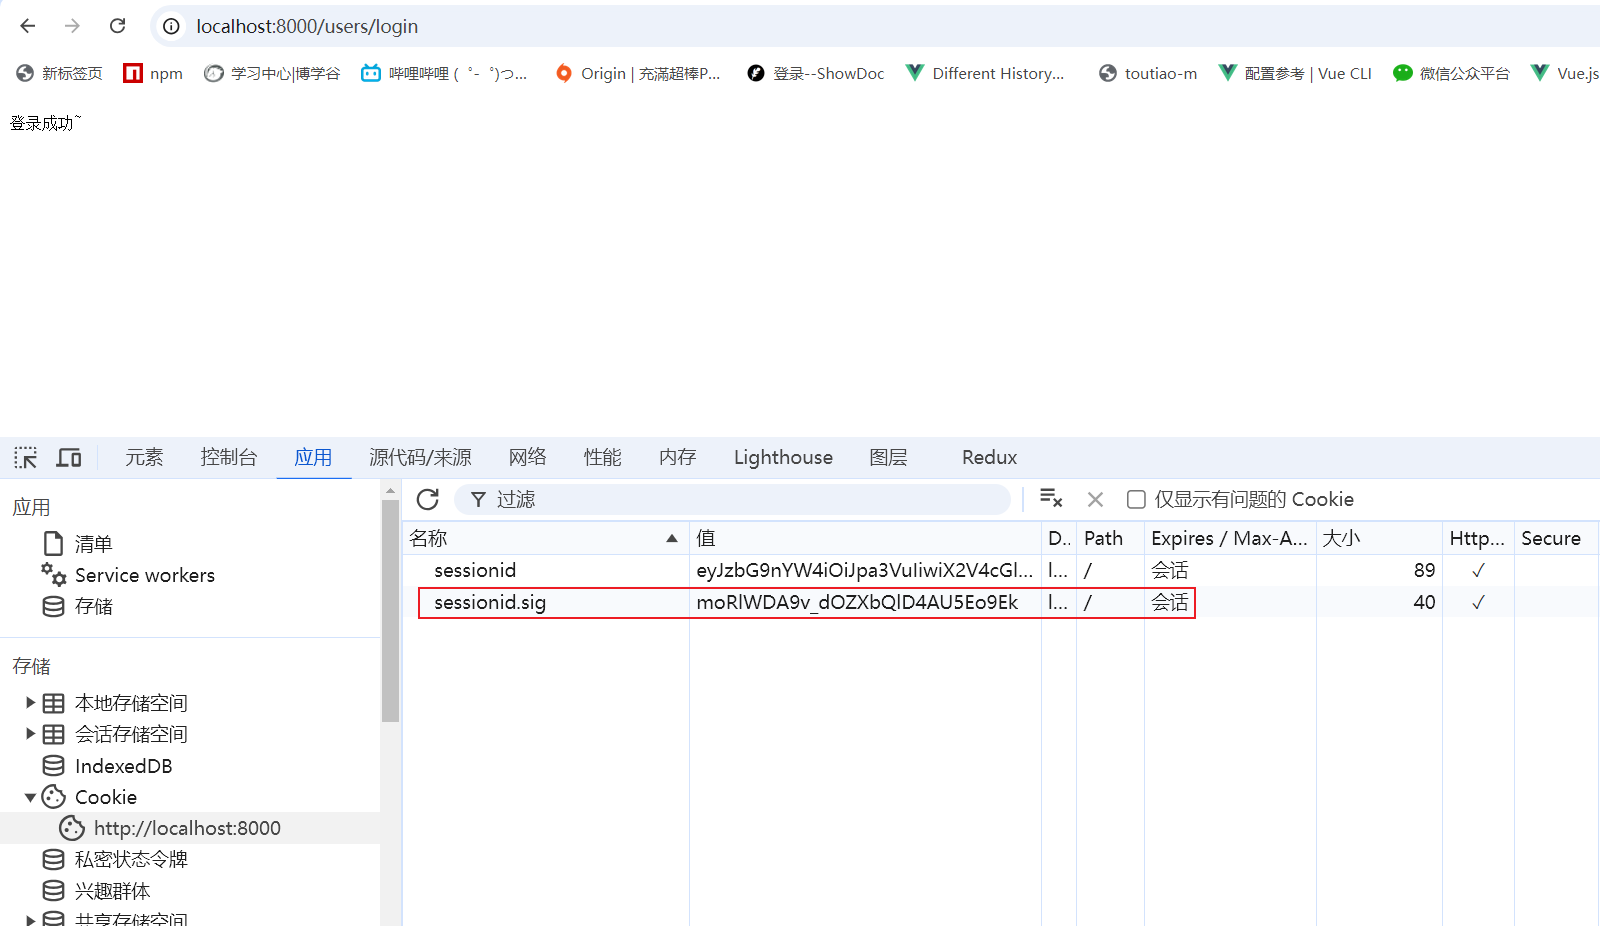 localhost:8000/users/login
新标签页 npm 学习中心|博学谷 哔哩哔哩 (゜-゜)つ... Origin | 充满超棒P... 登录--ShowDoc Different History... toutiao-m 配置参考 | Vue CLI 微信公众平台 Vue.js
登录成功~
元素 控制台 应用 源代码/来源 网络 性能 内存 Lighthouse 图层 Redux
应用
清单
Service workers
存储
存储
本地存储空间
会话存储空间
IndexedDB
Cookie
http://localhost:8000
私密状态令牌
兴趣群体
共享存储空间
过滤 仅显示有问题的 Cookie
名称 值 D.. Path Expires / Max-A... 大小 Http... Secure
sessionid eyJzbG9nYW4iOiJpa3VuIiwiX2V4cGl... l... / 会话 89 ✓
sessionid.sig moRlWDA9v_dOZXbQlD4AU5Eo9Ek l... / 会话 40 ✓